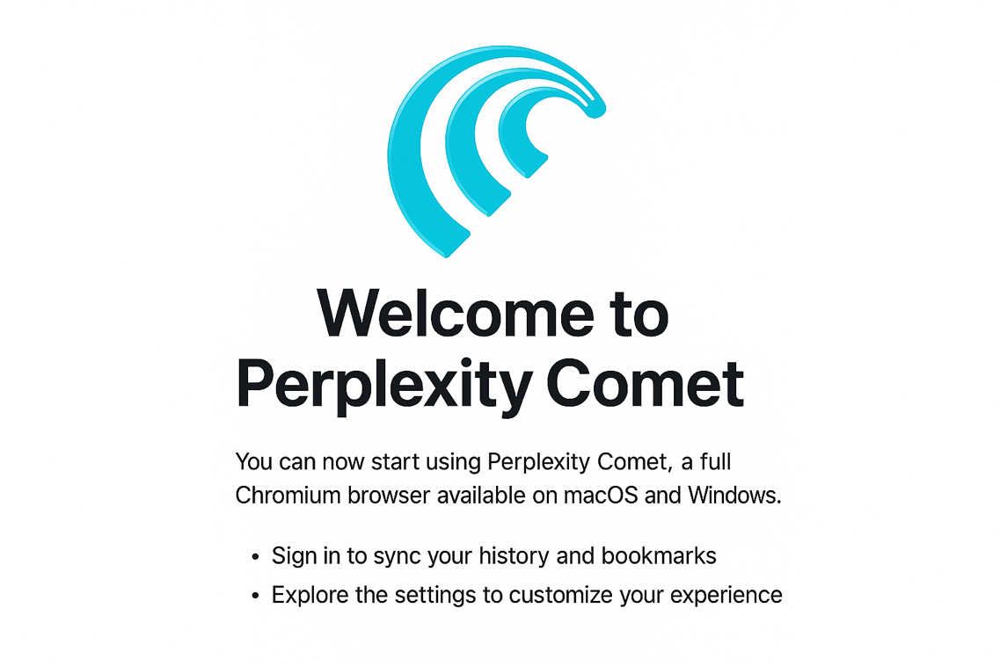 Welcome to
Perplexity Comet
You can now start using Perplexity Comet, a full
Chromium browser available on macOS and Windows.
• Sign in to sync your history and bookmarks
• Explore the settings to customize your experience